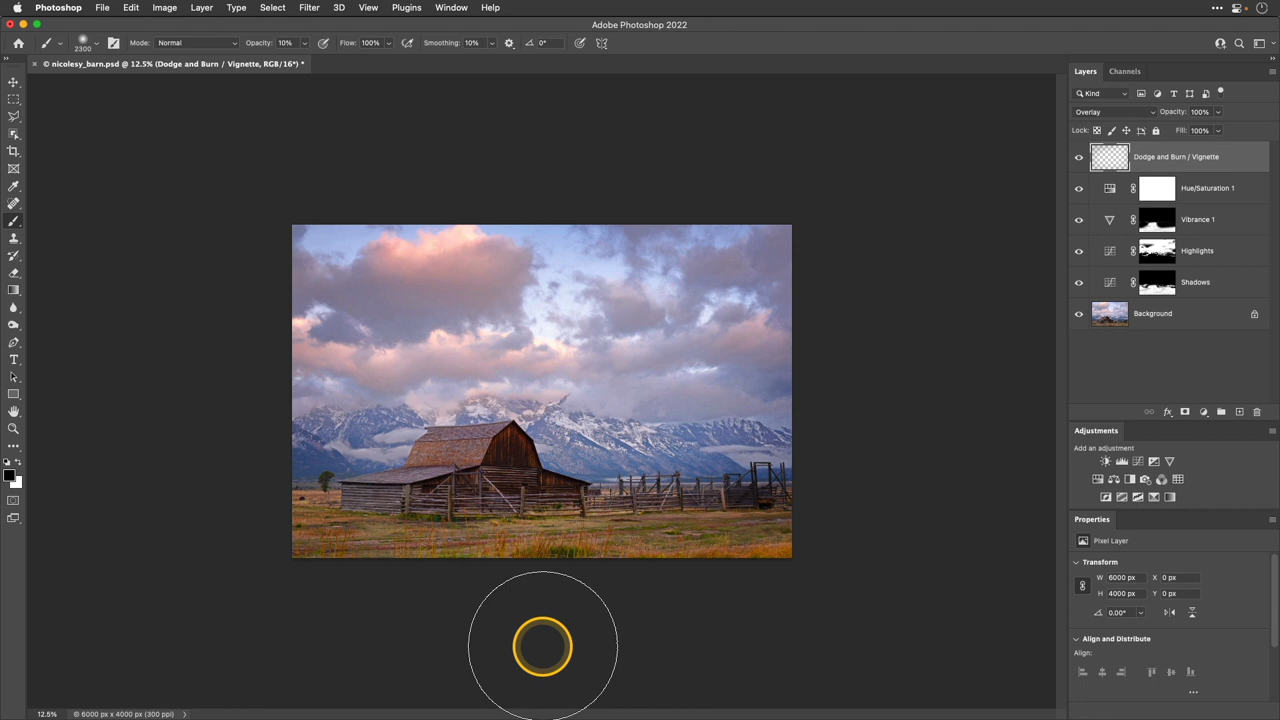 Photoshop File Edit Image Layer Type Select Filter 3D View Plugins Window Help
Adobe Photoshop 2022
2300 Mode: Normal Opacity: 10% Flow: 100% Smoothing: 10% 0°
© nicolesy_barn.psd @ 12.5% (Dodge and Burn / Vignette, RGB/16*) *
Layers Channels
Kind
Overlay Opacity: 100%
Lock: Fill: 100%
Dodge and Burn / Vignette
Hue/Saturation 1
Vibrance 1
Highlights
Shadows
Background
fx
Adjustments
Add an adjustment
Properties
Pixel Layer
Transform
W 6000 px X 0 px
H 4000 px Y 0 px
0.00°
Align and Distribute
Align:
12.5% © 6000 px x 4000 px (300 ppi)